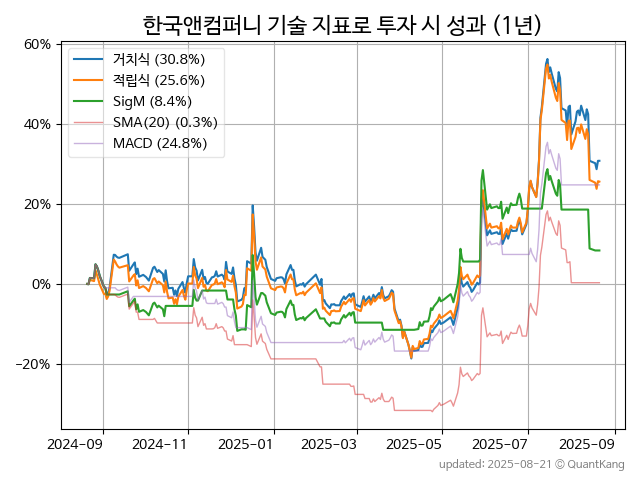 한국앤컴퍼니 기술 지표로 투자 시 성과 (1년)
60%
40%
20%
0%
−20%
거치식 (30.8%)
적립식 (25.6%)
SigM (8.4%)
SMA(20) (0.3%)
MACD (24.8%)
2024-09 2024-11 2025-01 2025-03 2025-05 2025-07 2025-09
updated: 2025-08-21 © QuantKang